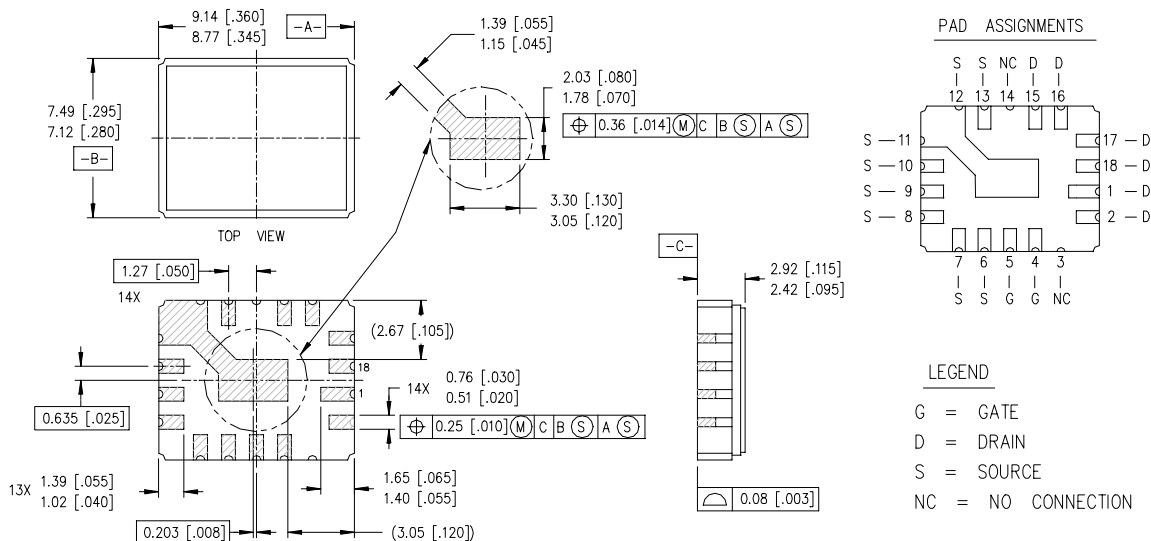 9.14 [.360]
8.77 [.345]
-A-
7.49 [.295]
7.12 [.280]
-B-
TOP VIEW
1.39 [.055]
1.15 [.045]
2.03 [.080]
1.78 [.070]
⌖ 0.36 [.014] Ⓜ C B Ⓢ A Ⓢ
3.30 [.130]
3.05 [.120]
PAD ASSIGNMENTS
S S NC D D
12 13 14 15 16
S — 11
S — 10
S — 9
S — 8
17 — D
18 — D
1 — D
2 — D
7 6 5 4 3
S S G G NC
1.27 [.050]
14X
(2.67 [.105])
18
1
0.635 [.025]
14X
0.76 [.030]
0.51 [.020]
⌖ 0.25 [.010] Ⓜ C B Ⓢ A Ⓢ
13X
1.39 [.055]
1.02 [.040]
1.65 [.065]
1.40 [.055]
0.203 [.008]
(3.05 [.120])
-C-
2.92 [.115]
2.42 [.095]
⌓ 0.08 [.003]
LEGEND
G = GATE
D = DRAIN
S = SOURCE
NC = NO CONNECTION